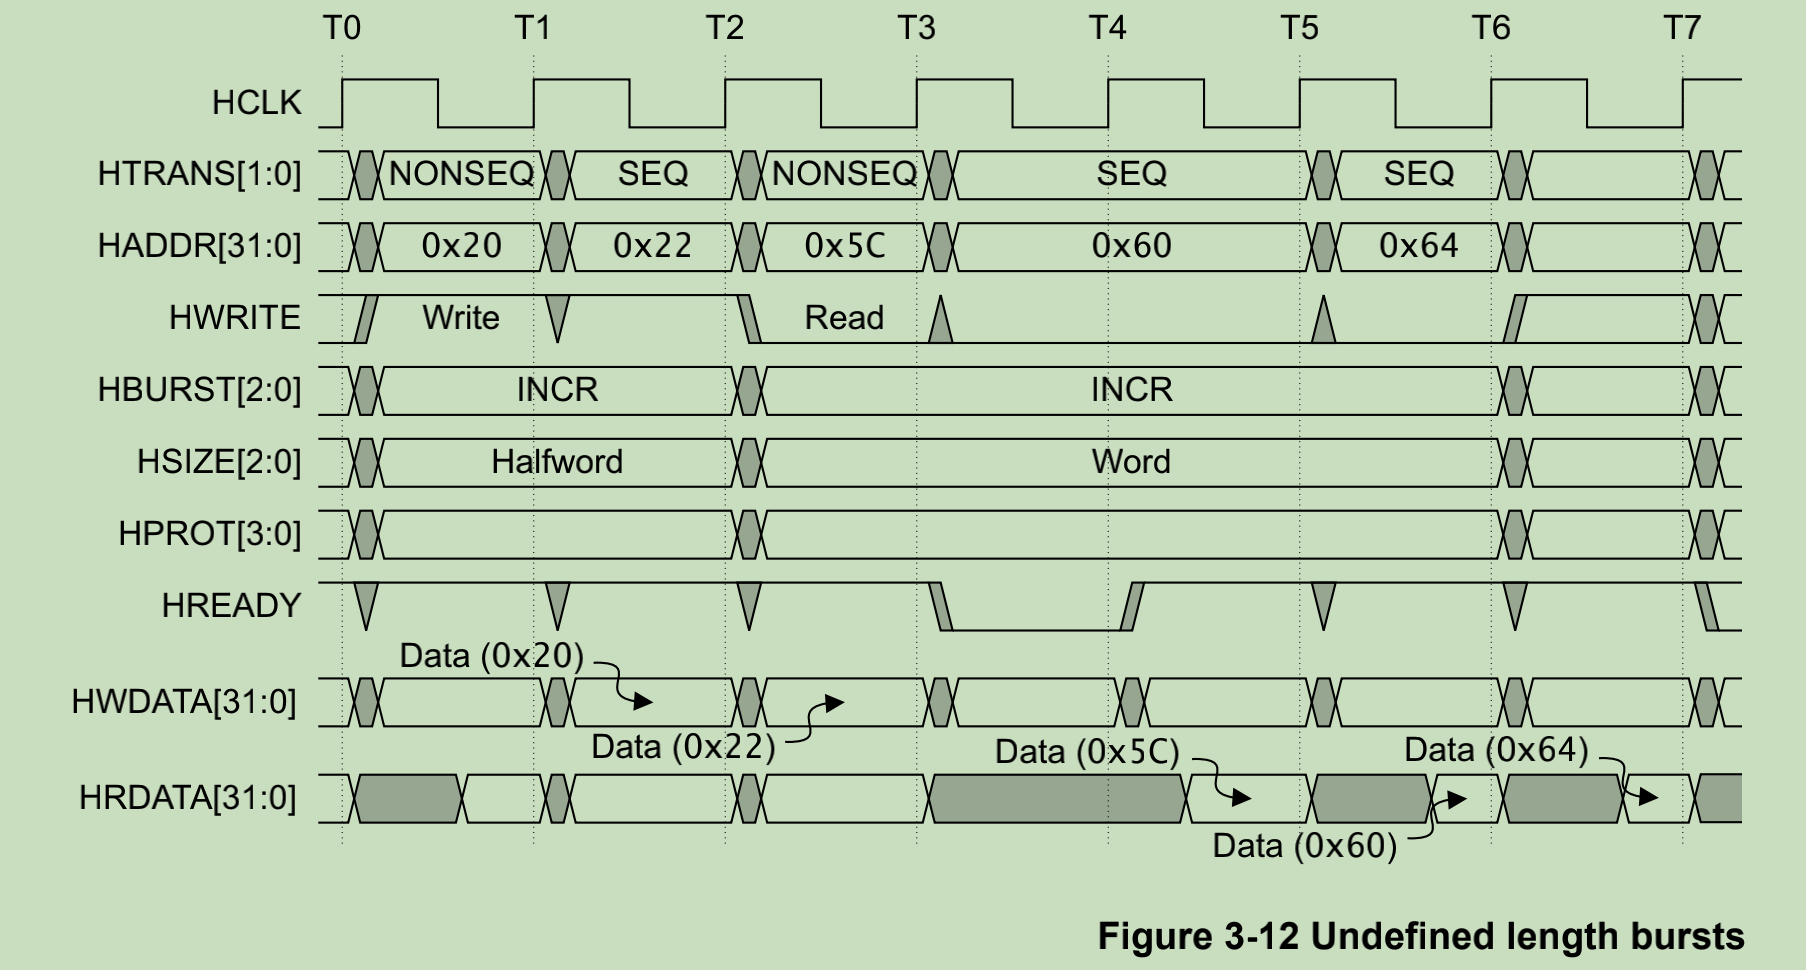 T0 T1 T2 T3 T4 T5 T6 T7
HCLK
HTRANS[1:0] NONSEQ SEQ NONSEQ SEQ SEQ
HADDR[31:0] 0x20 0x22 0x5C 0x60 0x64
HWRITE Write Read
HBURST[2:0] INCR INCR
HSIZE[2:0] Halfword Word
HPROT[3:0]
HREADY
Data (0x20)
HWDATA[31:0]
Data (0x22) Data (0x5C) Data (0x64)
HRDATA[31:0]
Data (0x60)
Figure 3-12 Undefined length bursts